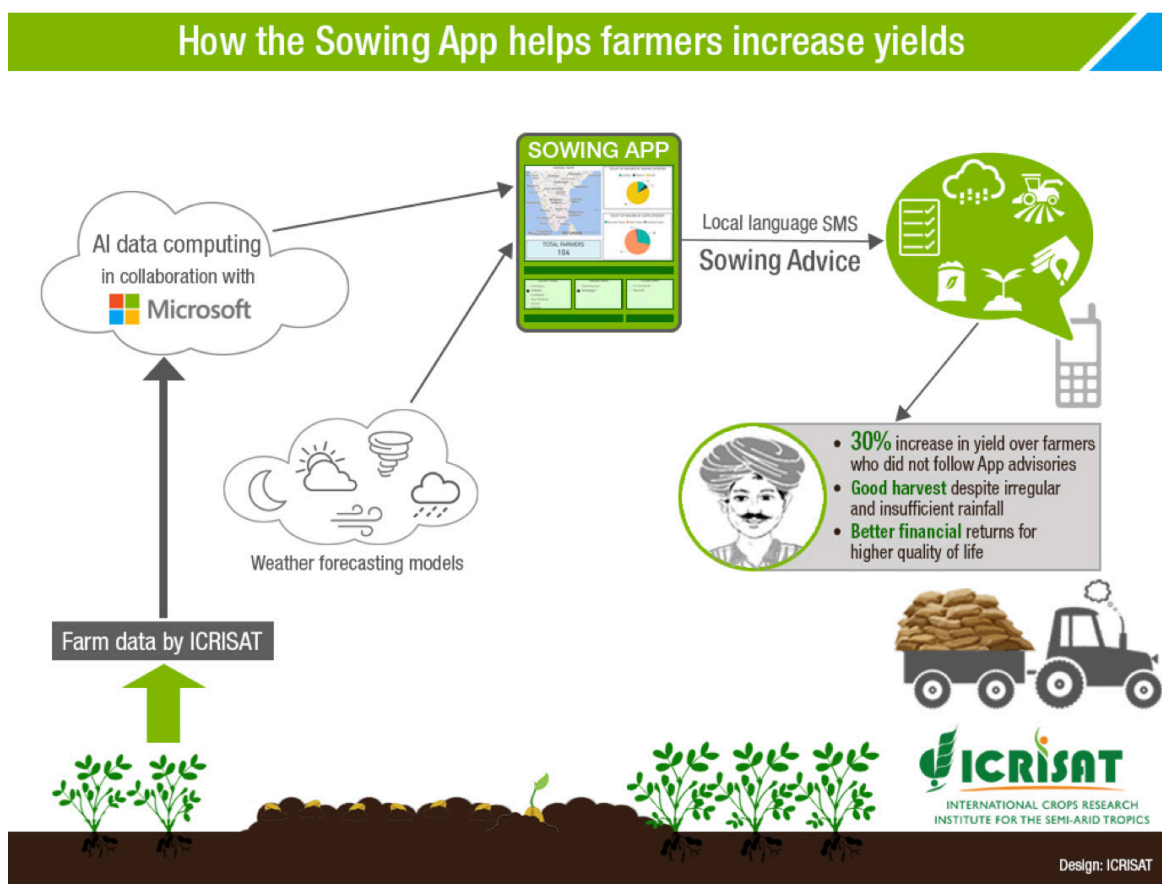 How the Sowing App helps farmers increase yields
SOWING APP
TOTAL FARMERS
104
AI data computing
in collaboration with
Microsoft
Local language SMS
Sowing Advice
Weather forecasting models
• 30% increase in yield over farmers
who did not follow App advisories
• Good harvest despite irregular
and insufficient rainfall
• Better financial returns for
higher quality of life
Farm data by ICRISAT
ICRISAT
INTERNATIONAL CROPS RESEARCH
INSTITUTE FOR THE SEMI-ARID TROPICS
Design: ICRISAT